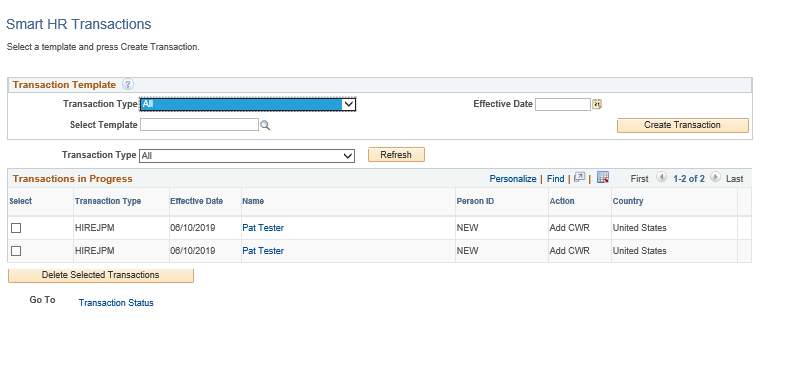 Smart HR Transactions
Select a template and press Create Transaction.
Transaction Template ?
Transaction Type All Effective Date
Select Template Create Transaction
Transaction Type All Refresh
Transactions in Progress Personalize | Find | | First 1-2 of 2 Last
Select Transaction Type Effective Date Name Person ID Action Country
HIREJPM 06/10/2019 Pat Tester NEW Add CWR United States
HIREJPM 06/10/2019 Pat Tester NEW Add CWR United States
Delete Selected Transactions
Go To Transaction Status